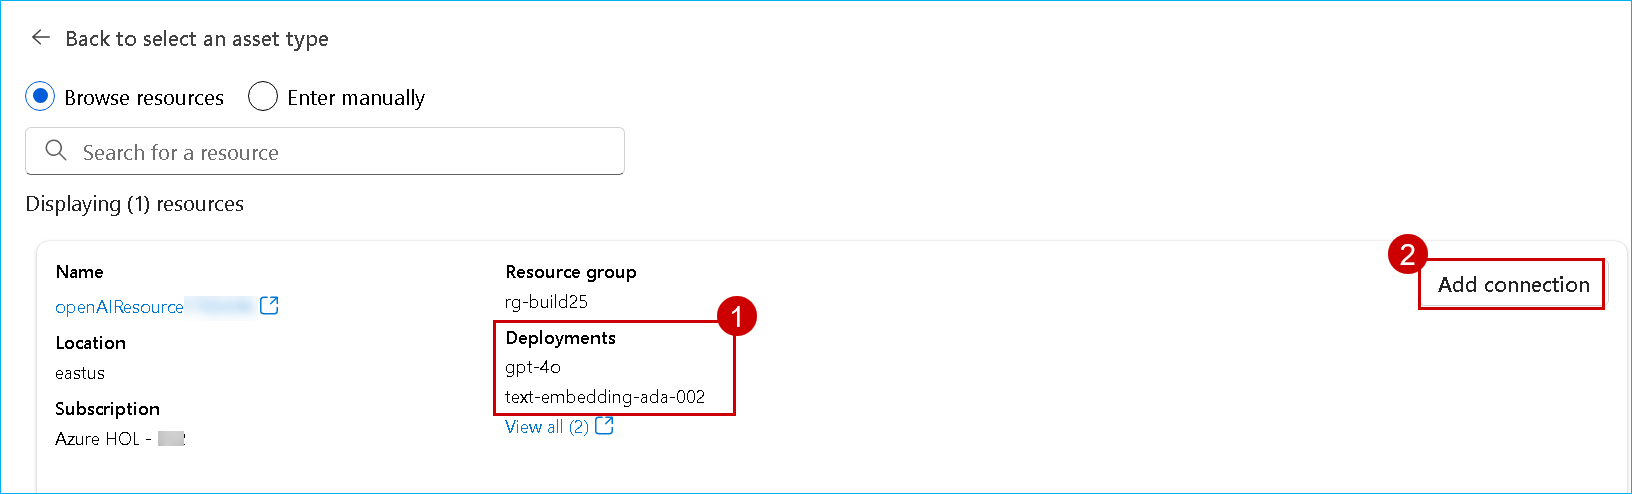 Back to select an asset type
Browse resources Enter manually
Search for a resource
Displaying (1) resources
Name
openAIResource
Location
eastus
Subscription
Azure HOL -
Resource group
rg-build25
1
Deployments
gpt-4o
text-embedding-ada-002
View all (2)
2
Add connection